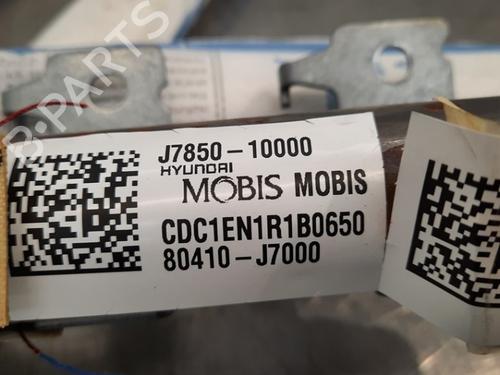 B-PARTS
J7850-10000
HYUNDAI
MOBIS MOBIS
CDC1EN1R1B0650
80410-J7000